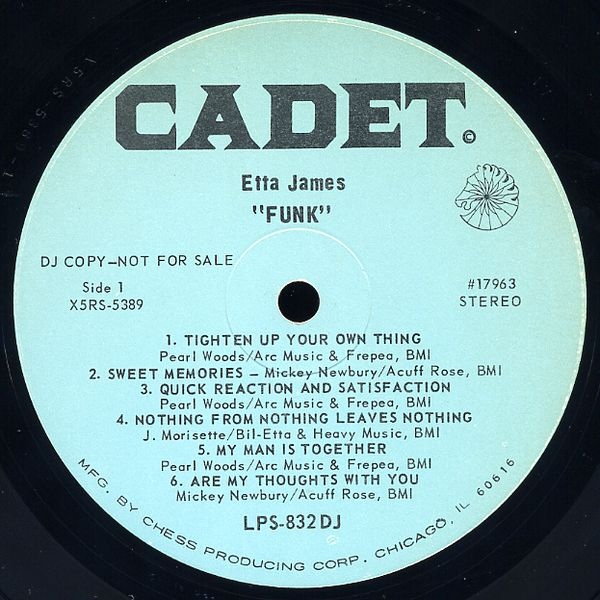 CADET.©
Etta James
"FUNK"
DJ COPY—NOT FOR SALE
Side 1
#17963
X5RS-5389
STEREO
1. TIGHTEN UP YOUR OWN THING
Pearl Woods/Arc Music & Frepea, BMI
2. SWEET MEMORIES — Mickey Newbury/Acuff Rose, BMI
3. QUICK REACTION AND SATISFACTION
Pearl Woods/Arc Music & Frepea, BMI
4. NOTHING FROM NOTHING LEAVES NOTHING
J. Morisette/Bil-Etta & Heavy Music, BMI
5. MY MAN IS TOGETHER
Pearl Woods/Arc Music & Frepea, BMI
6. ARE MY THOUGHTS WITH YOU
Mickey Newbury/Acuff Rose, BMI
LPS-832DJ
MFG. BY CHESS PRODUCING CORP. CHICAGO, IL 60616